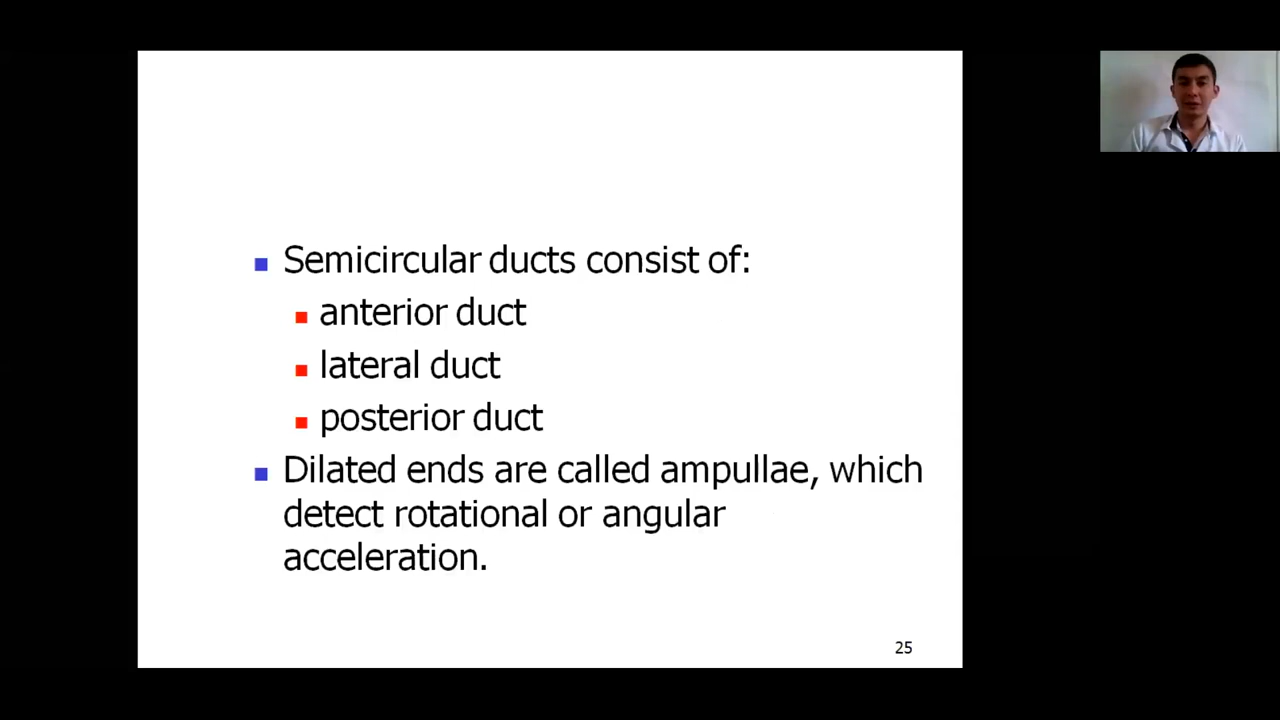 Semicircular ducts consist of:
anterior duct
lateral duct
posterior duct
Dilated ends are called ampullae, which
detect rotational or angular
acceleration.
25